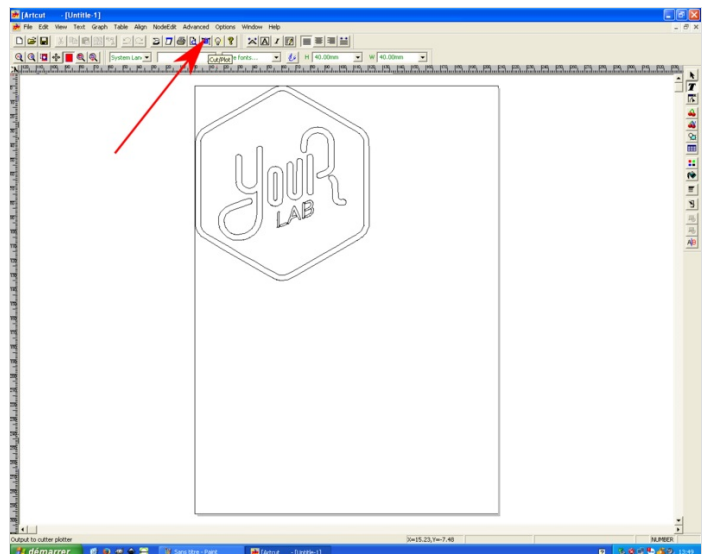 [Artcut - [Untitle-1]
File Edit View Text Graph Table Align NodeEdit Advanced Options Window Help
System Lan
e fonts...
H 40.00mm
W 40.00mm
Cut/Plot
youR
LAB
Output to cutter plotter
X=15.23,Y=-7.46
NUMBER
démarrer
Sans titre - Paint
[Artcut - [Untitle-1]
13:49